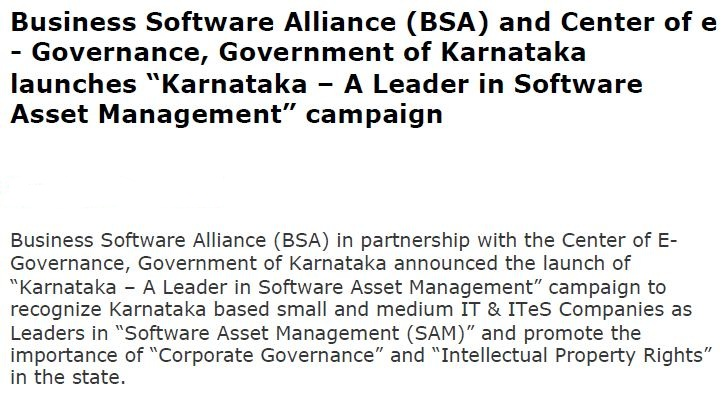 Business Software Alliance (BSA) and Center of e
- Governance, Government of Karnataka
launches “Karnataka – A Leader in Software
Asset Management” campaign
Business Software Alliance (BSA) in partnership with the Center of E-
Governance, Government of Karnataka announced the launch of
“Karnataka – A Leader in Software Asset Management” campaign to
recognize Karnataka based small and medium IT & ITeS Companies as
Leaders in “Software Asset Management (SAM)” and promote the
importance of “Corporate Governance” and “Intellectual Property Rights”
in the state.